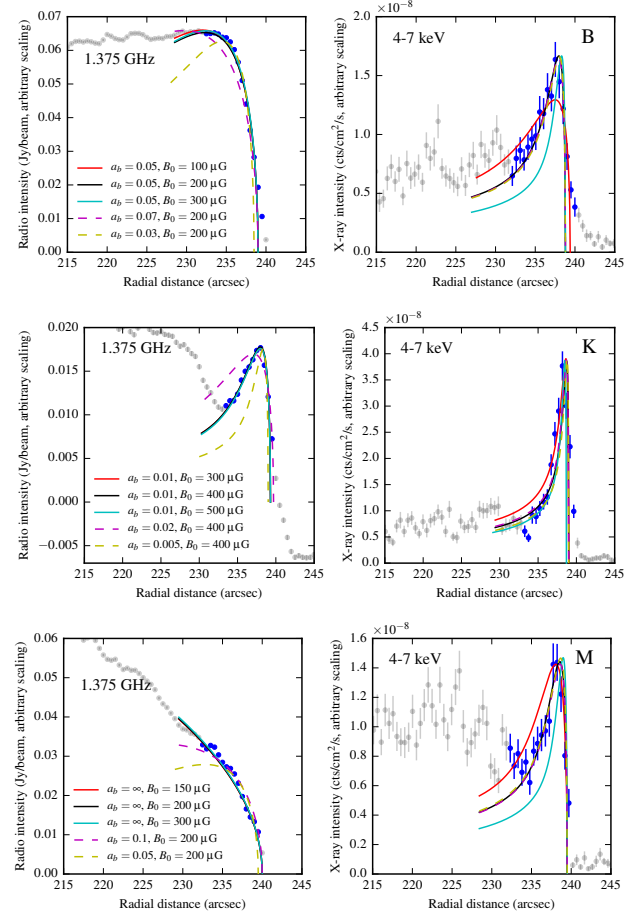 0.07
0.06
0.05
0.04
0.03
0.02
0.01
0.00
Radio intensity (Jy/beam, arbitrary scaling)
1.375 GHz
a_b = 0.05, B_0 = 100 μG
a_b = 0.05, B_0 = 200 μG
a_b = 0.05, B_0 = 300 μG
a_b = 0.07, B_0 = 200 μG
a_b = 0.03, B_0 = 200 μG
215 220 225 230 235 240 245
Radial distance (arcsec)
×10⁻⁸
2.0
1.5
1.0
0.5
0.0
X-ray intensity (cts/cm²/s, arbitrary scaling)
4-7 keV
B
215 220 225 230 235 240 245
Radial distance (arcsec)
0.020
0.015
0.010
0.005
0.000
−0.005
Radio intensity (Jy/beam, arbitrary scaling)
1.375 GHz
a_b = 0.01, B_0 = 300 μG
a_b = 0.01, B_0 = 400 μG
a_b = 0.01, B_0 = 500 μG
a_b = 0.02, B_0 = 400 μG
a_b = 0.005, B_0 = 400 μG
215 220 225 230 235 240 245
Radial distance (arcsec)
×10⁻⁸
4.5
4.0
3.5
3.0
2.5
2.0
1.5
1.0
0.5
0.0
X-ray intensity (cts/cm²/s, arbitrary scaling)
4-7 keV
K
215 220 225 230 235 240 245
Radial distance (arcsec)
0.06
0.05
0.04
0.03
0.02
0.01
0.00
Radio intensity (Jy/beam, arbitrary scaling)
1.375 GHz
a_b = ∞, B_0 = 150 μG
a_b = ∞, B_0 = 200 μG
a_b = ∞, B_0 = 300 μG
a_b = 0.1, B_0 = 200 μG
a_b = 0.05, B_0 = 200 μG
215 220 225 230 235 240 245
Radial distance (arcsec)
×10⁻⁸
1.6
1.4
1.2
1.0
0.8
0.6
0.4
0.2
0.0
X-ray intensity (cts/cm²/s, arbitrary scaling)
4-7 keV
M
215 220 225 230 235 240 245
Radial distance (arcsec)